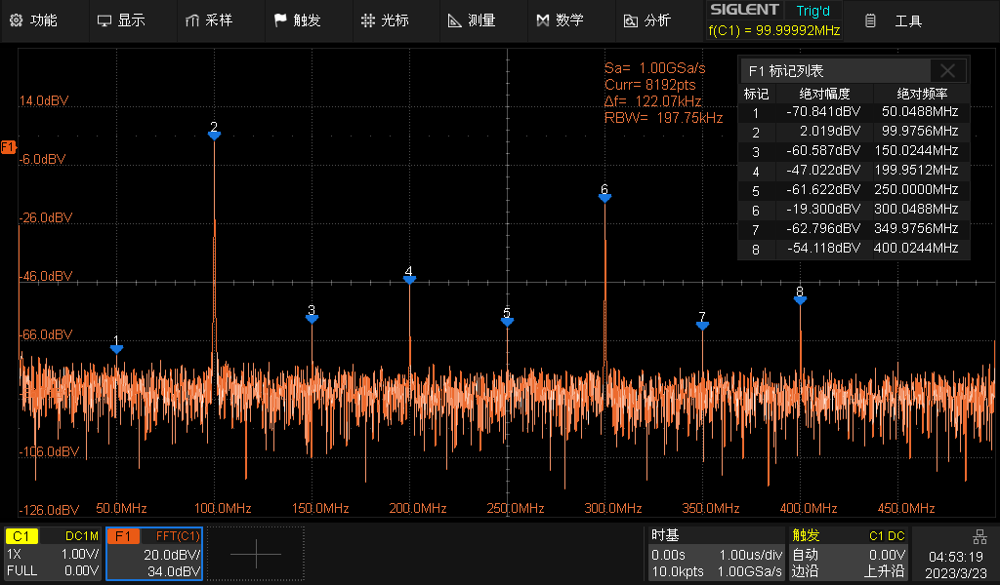 功能 显示 采样 触发 光标 测量 数学 分析 SIGLENT Trig'd 工具
f(C1) = 99.99992MHz
Sa= 1.00GSa/s
Curr= 8192pts
Δf= 122.07kHz
RBW= 197.75kHz
F1 标记列表
标记 绝对幅度 绝对频率
1 -70.841dBV 50.0488MHz
2 2.019dBV 99.9756MHz
3 -60.587dBV 150.0244MHz
4 -47.022dBV 199.9512MHz
5 -61.622dBV 250.0000MHz
6 -19.300dBV 300.0488MHz
7 -62.796dBV 349.9756MHz
8 -54.118dBV 400.0244MHz
14.0dBV
F1
-6.0dBV
-26.0dBV
-46.0dBV
-66.0dBV
-106.0dBV
-126.0dBV
1
2
3
4
5
6
7
8
50.0MHz 100.0MHz 150.0MHz 200.0MHz 250.0MHz 300.0MHz 350.0MHz 400.0MHz 450.0MHz
C1 DC1M
1X 1.00V/
FULL 0.00V
F1 FFT(C1)
20.0dBV/
34.0dBV
时基
0.00s 1.00us/div
10.0kpts 1.00GSa/s
触发 C1 DC
自动 0.00V
边沿 上升沿
04:53:19
2023/3/23